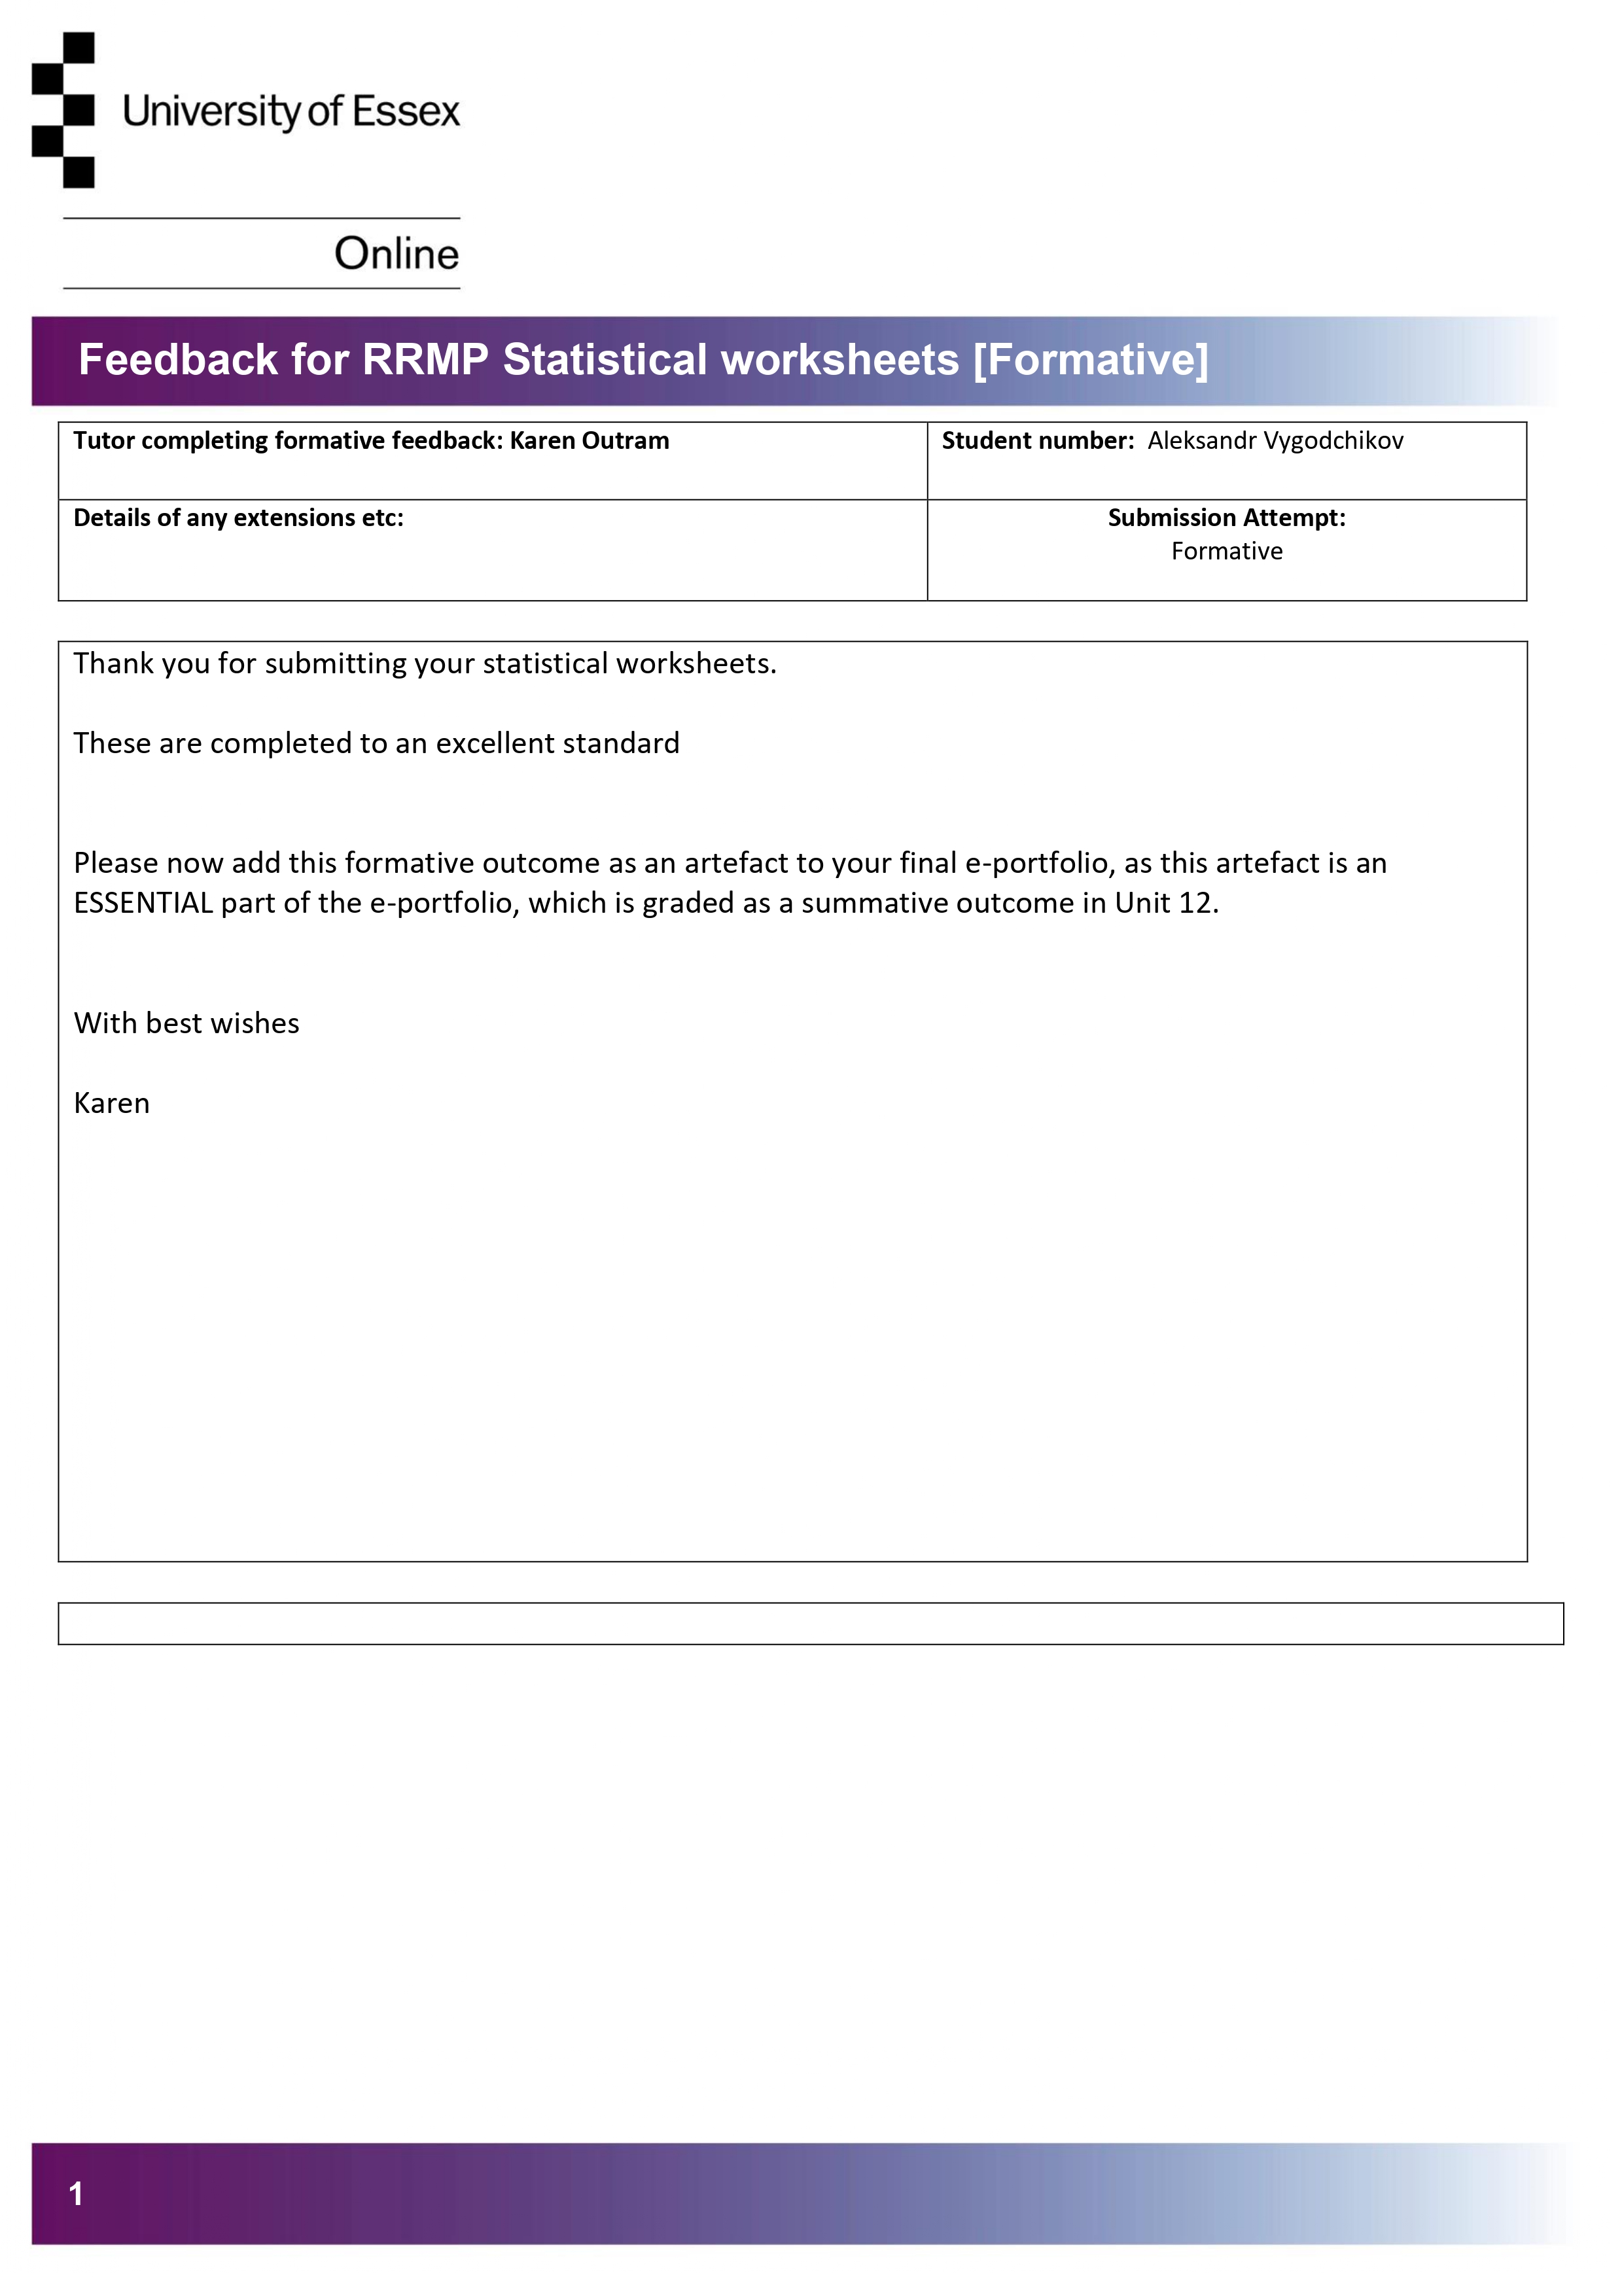 University of Essex
Online
Feedback for RRMP Statistical worksheets [Formative]
Tutor completing formative feedback: Karen Outram
Student number: Aleksandr Vygodchikov
Details of any extensions etc:
Submission Attempt:
Formative
Thank you for submitting your statistical worksheets.
These are completed to an excellent standard
Please now add this formative outcome as an artefact to your final e-portfolio, as this artefact is an
ESSENTIAL part of the e-portfolio, which is graded as a summative outcome in Unit 12.
With best wishes
Karen
1